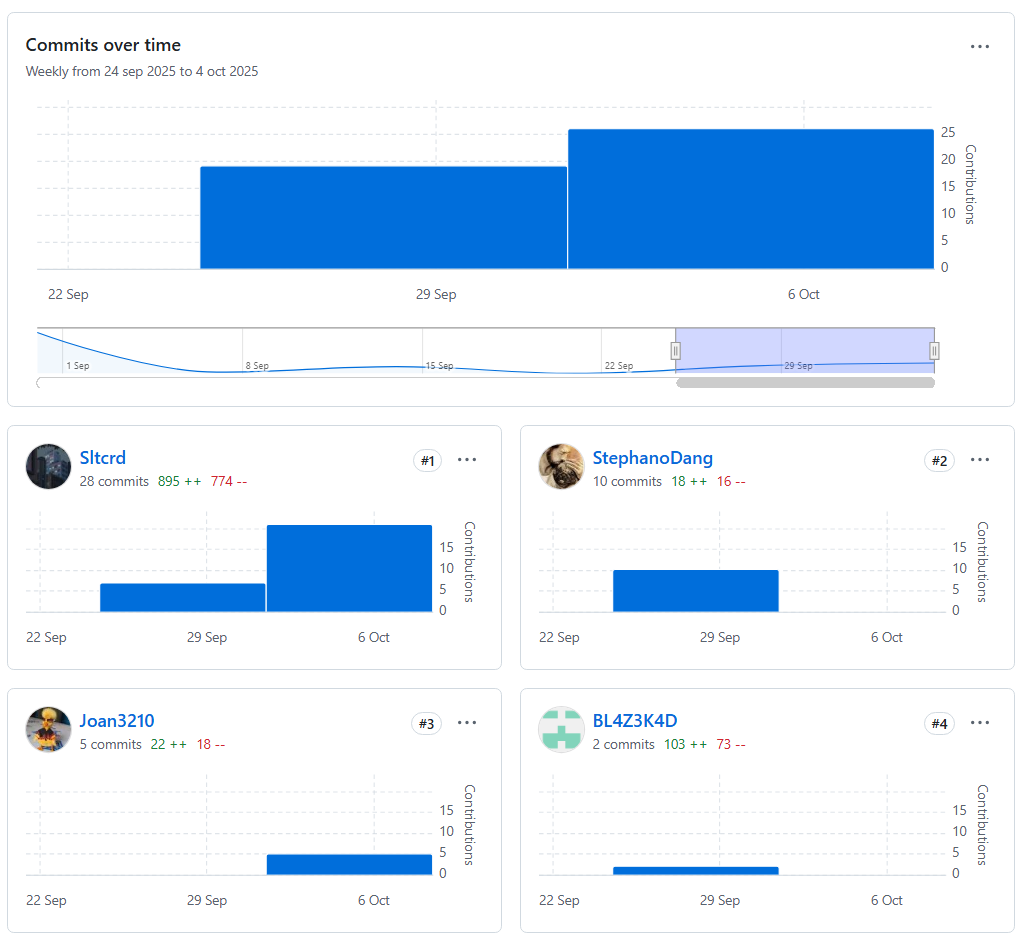 Commits over time
Weekly from 24 sep 2025 to 4 oct 2025
25
20
15
10
5
0
Contributions
22 Sep 29 Sep 6 Oct
1 Sep 8 Sep 15 Sep 22 Sep 29 Sep
Sltcrd #1
28 commits 895 ++ 774 --
15
10
5
0
Contributions
22 Sep 29 Sep 6 Oct
StephanoDang #2
10 commits 18 ++ 16 --
15
10
5
0
Contributions
22 Sep 29 Sep 6 Oct
Joan3210 #3
5 commits 22 ++ 18 --
15
10
5
0
Contributions
22 Sep 29 Sep 6 Oct
BL4Z3K4D #4
2 commits 103 ++ 73 --
15
10
5
0
Contributions
22 Sep 29 Sep 6 Oct